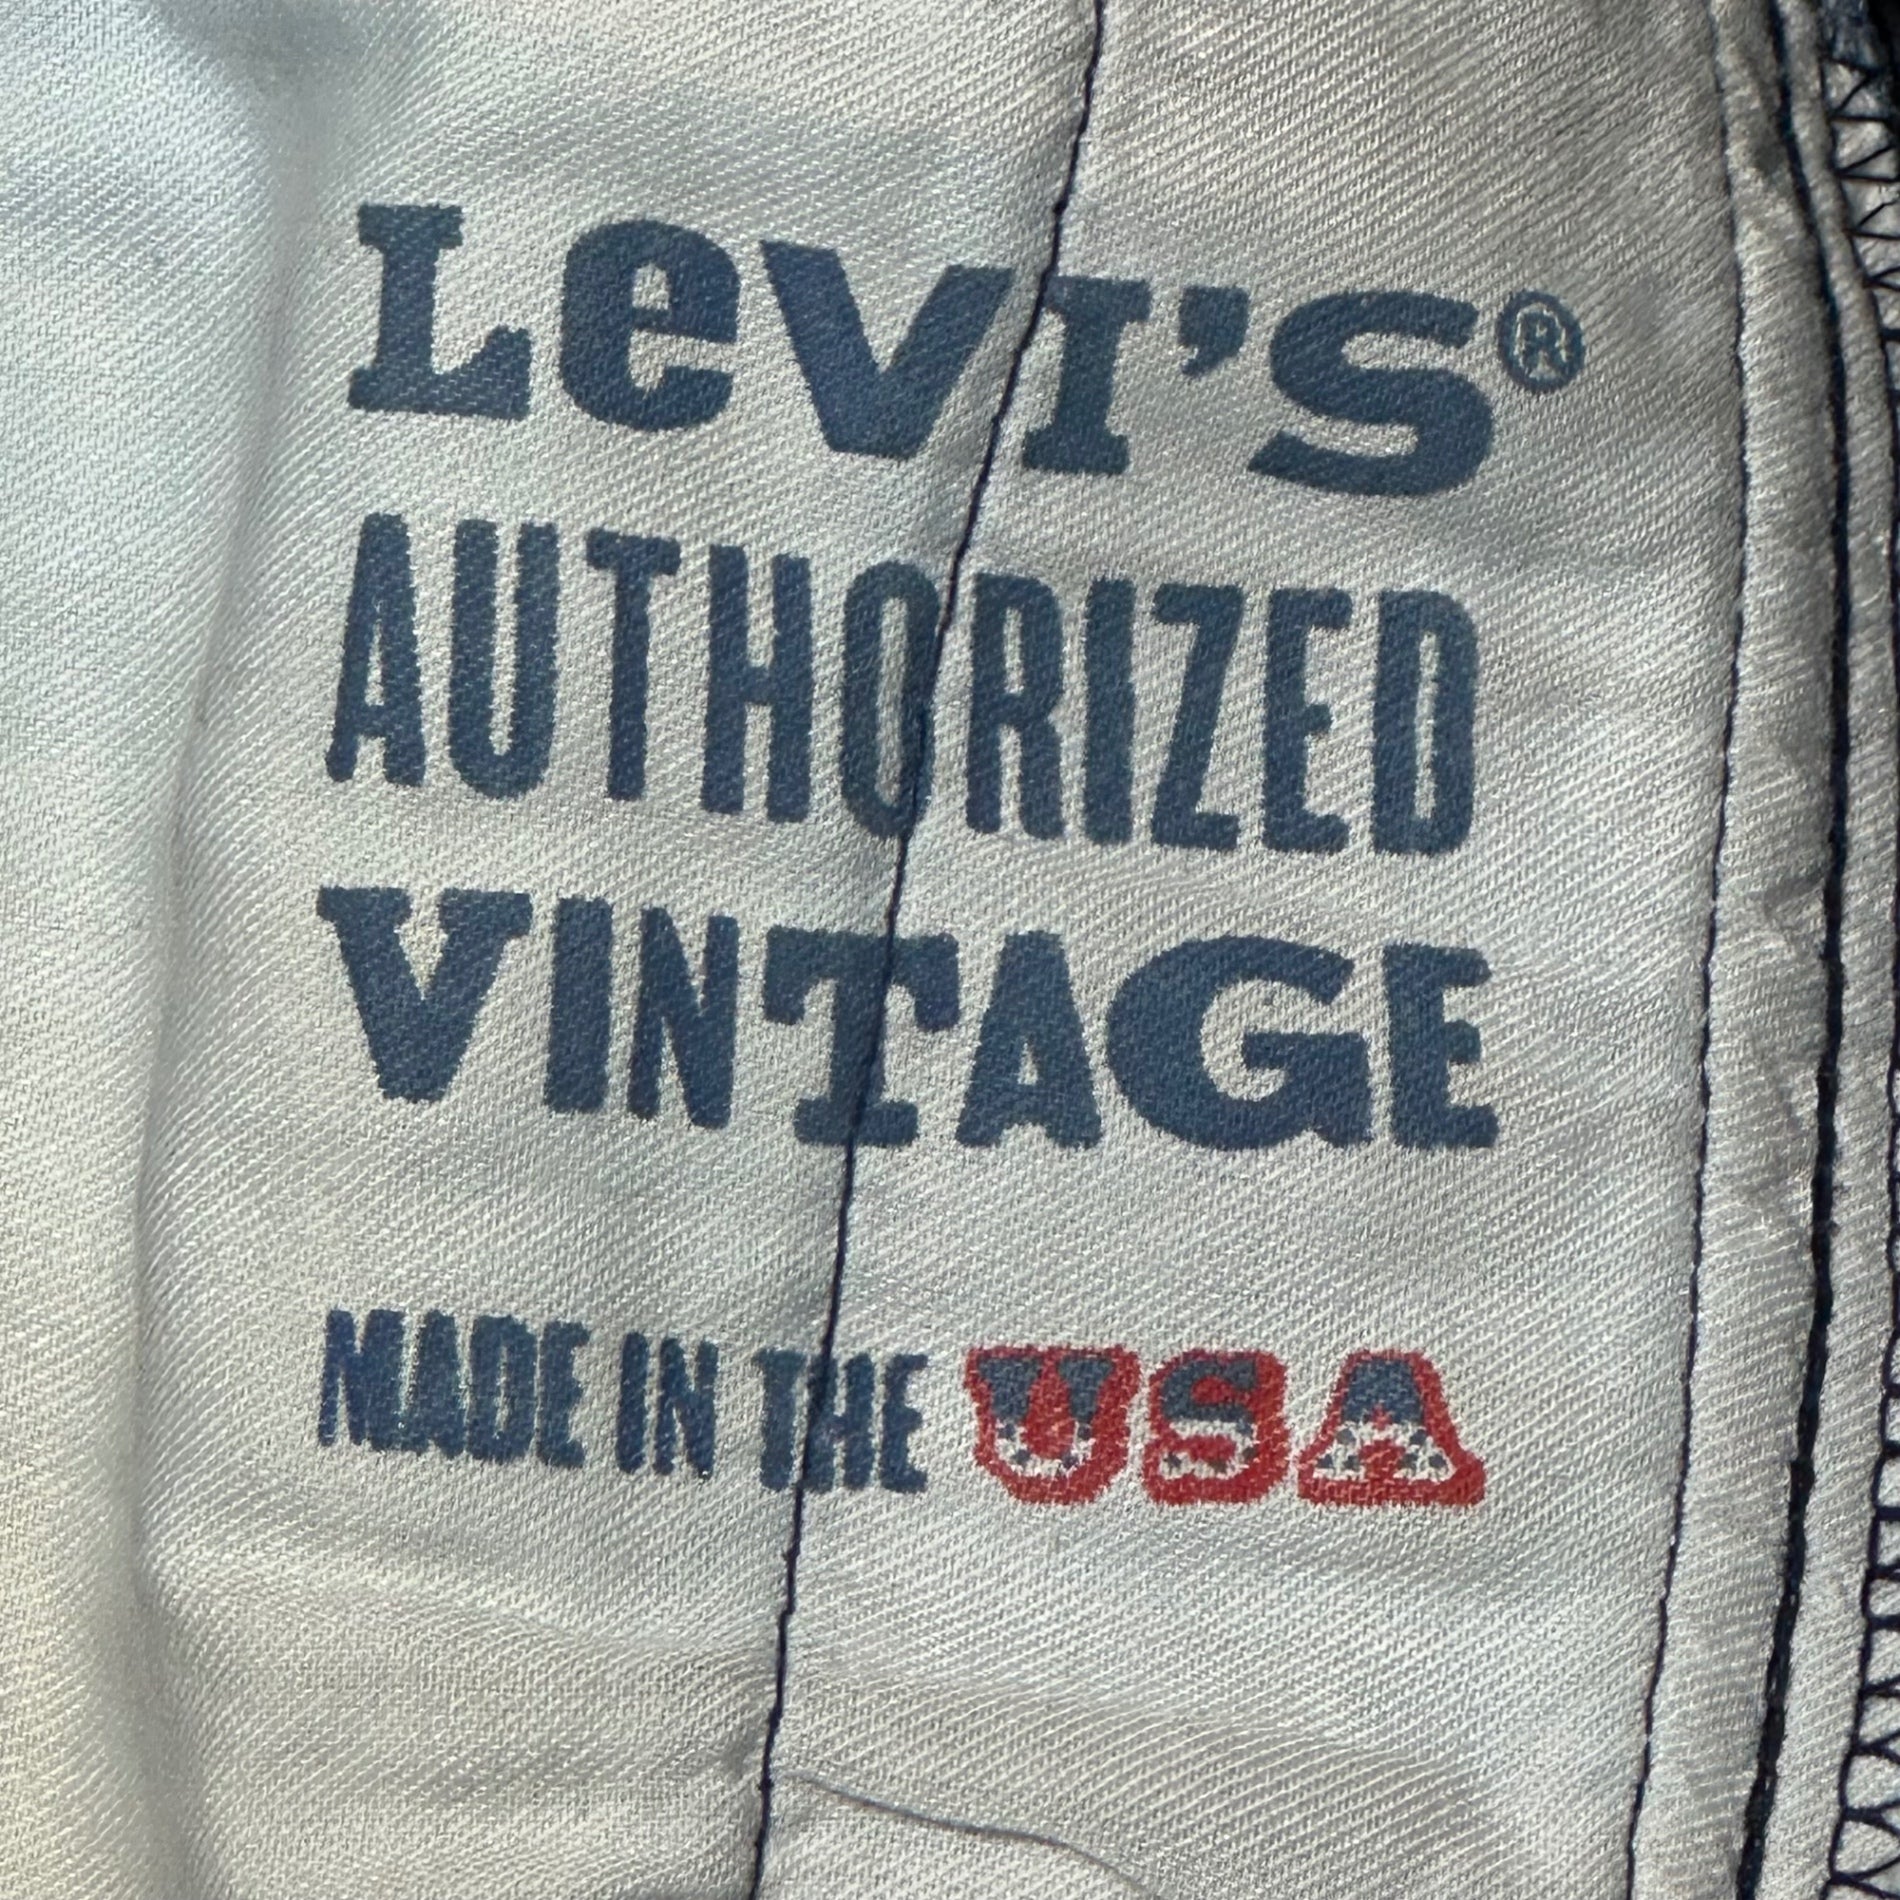 LeVI'S®
AUTHORIZED
VINTAGE
MADE IN THE USA